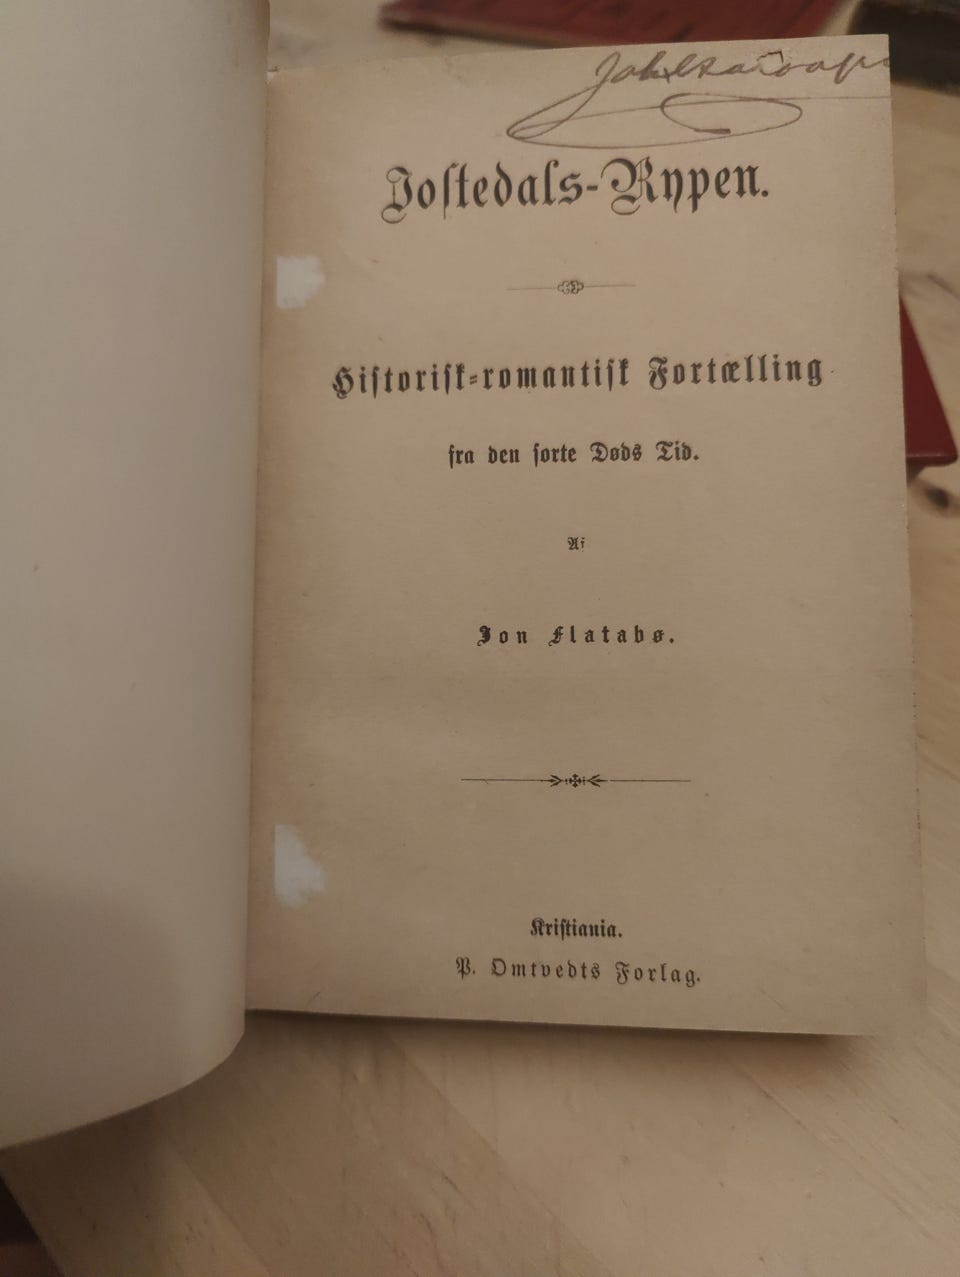 Jostedals-Rypen.
Historisk-romantisk Fortælling
fra den sorte Døds Tid.
Af
Jon Flatabø.
Kristiania.
P. Omtvedts Forlag.